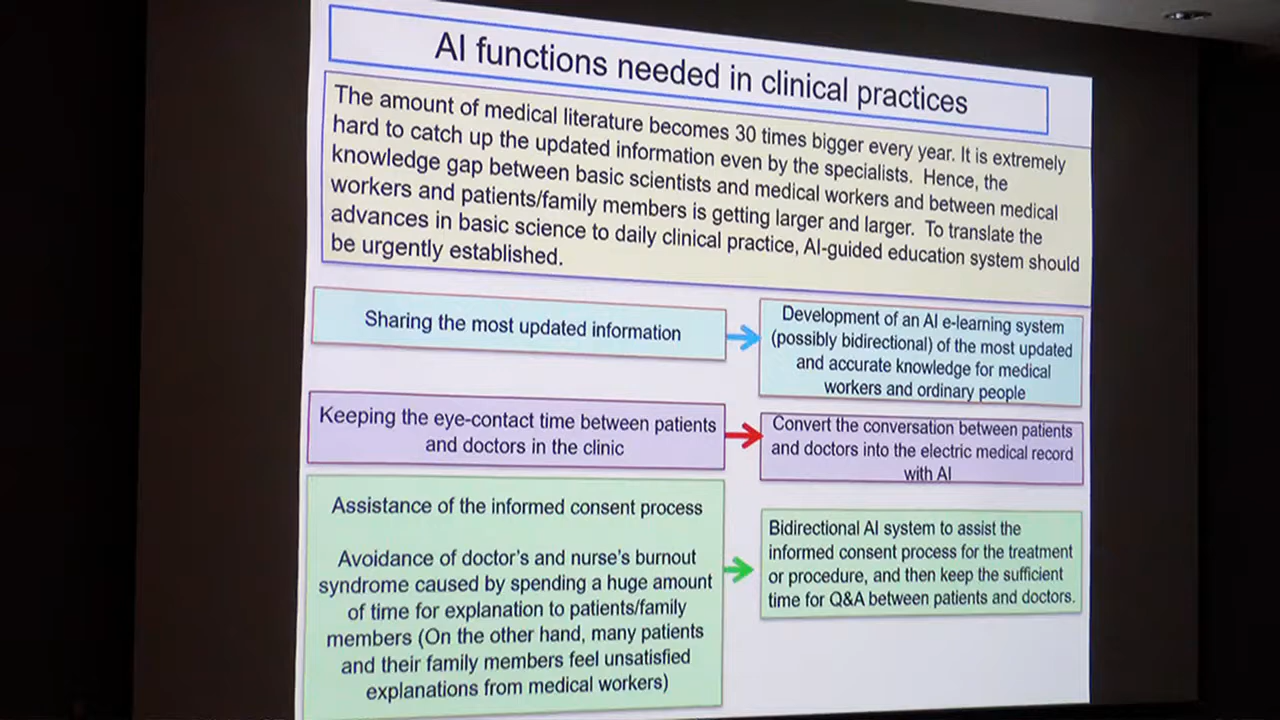 AI functions needed in clinical practices
The amount of medical literature becomes 30 times bigger every year. It is extremely
hard to catch up the updated information even by the specialists. Hence, the
knowledge gap between basic scientists and medical workers and between medical
workers and patients/family members is getting larger and larger. To translate the
advances in basic science to daily clinical practice, AI-guided education system should
be urgently established.
Sharing the most updated information
Development of an AI e-learning system
(possibly bidirectional) of the most updated
and accurate knowledge for medical
workers and ordinary people
Keeping the eye-contact time between patients
and doctors in the clinic
Convert the conversation between patients
and doctors into the electric medical record
with AI
Assistance of the informed consent process
Avoidance of doctor's and nurse's burnout
syndrome caused by spending a huge amount
of time for explanation to patients/family
members (On the other hand, many patients
and their family members feel unsatisfied
explanations from medical workers)
Bidirectional AI system to assist the
informed consent process for the treatment
or procedure, and then keep the sufficient
time for Q&A between patients and doctors.